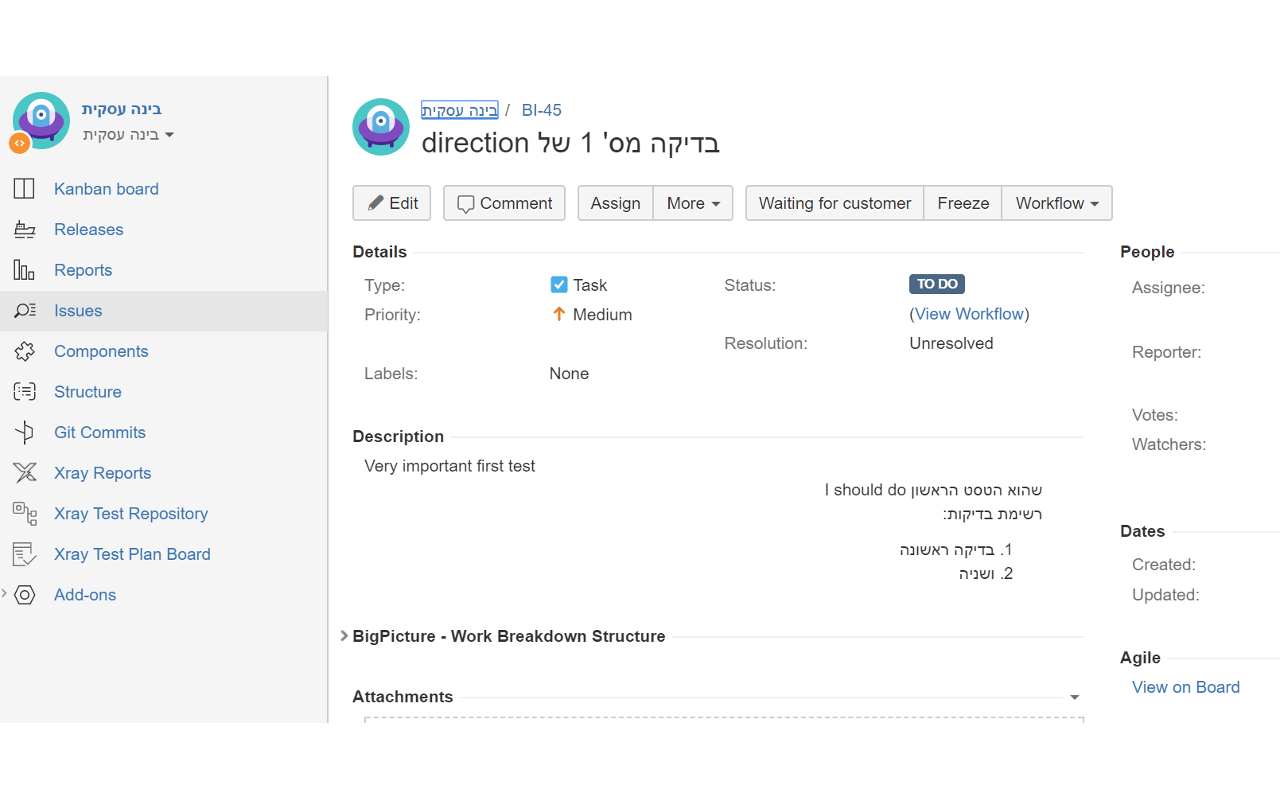 בינה עסקית
בינה עסקית
Kanban board
Releases
Reports
Issues
Components
Structure
Git Commits
Xray Reports
Xray Test Repository
Xray Test Plan Board
Add-ons
בינה עסקית / BI-45
בדיקה מס' 1 של direction
Edit Comment Assign More Waiting for customer Freeze Workflow
Details
Type: Task Status: TO DO
Priority: Medium (View Workflow)
Resolution: Unresolved
Labels: None
Description
Very important first test
שהוא הטסט הראשון I should do
רשימת בדיקות:
1. בדיקה ראשונה
2. ושניה
BigPicture - Work Breakdown Structure
Attachments
People
Assignee:
Reporter:
Votes:
Watchers:
Dates
Created:
Updated:
Agile
View on Board